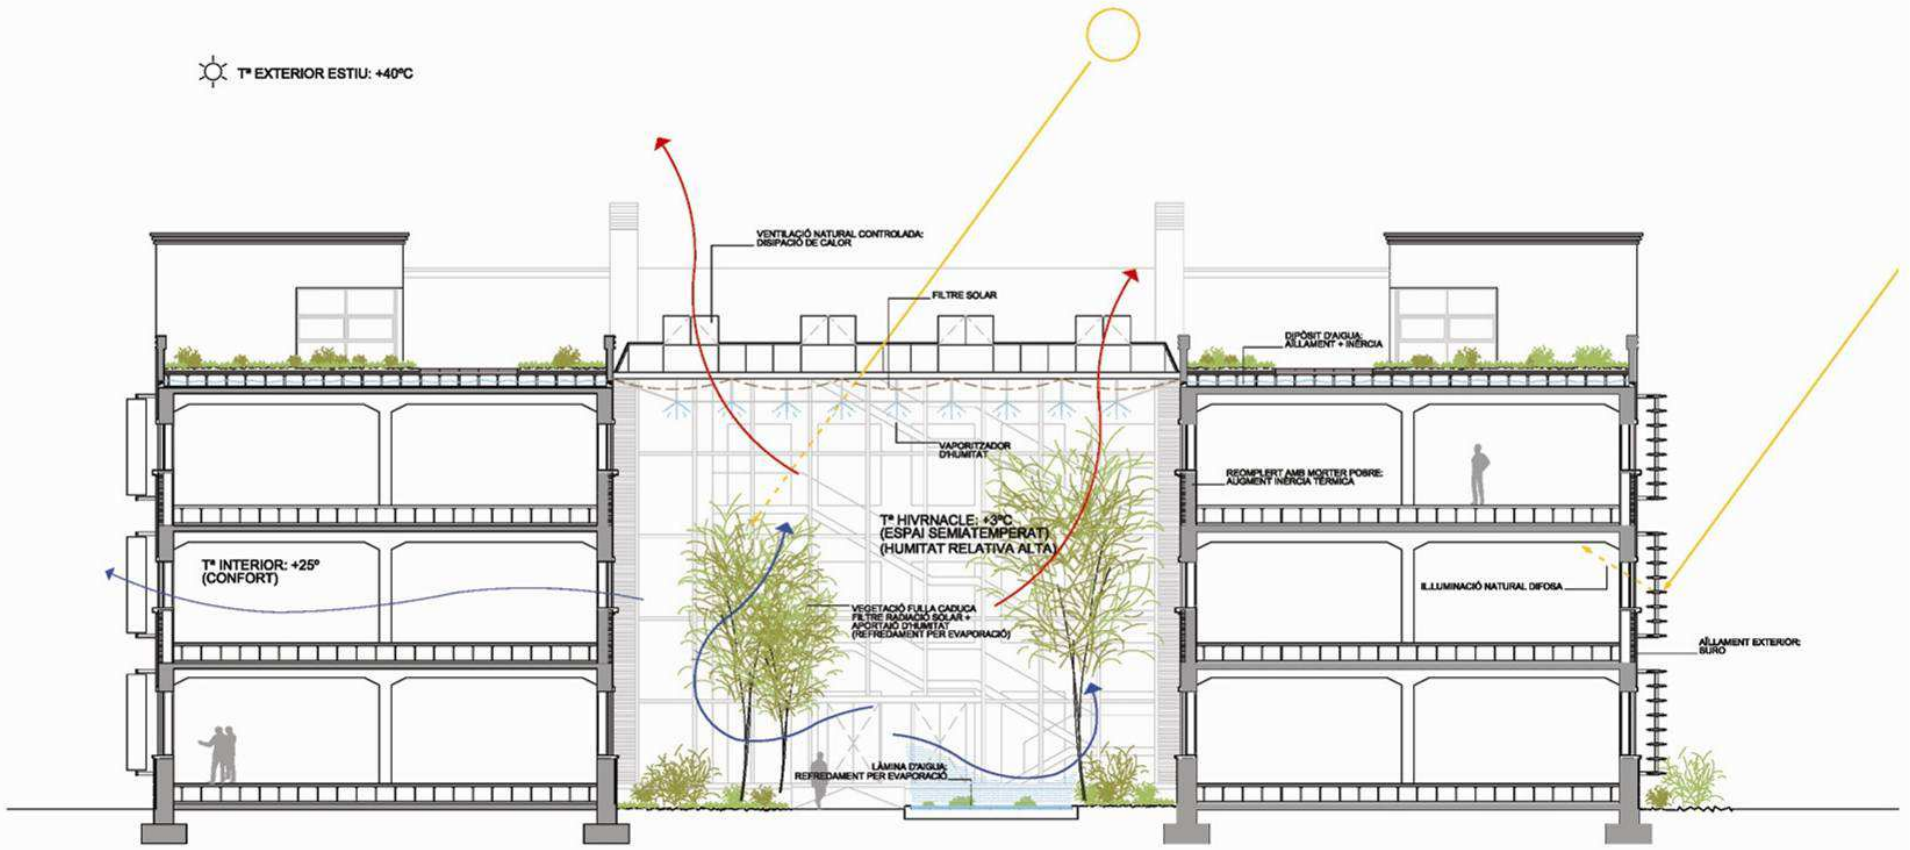 Tª EXTERIOR ESTIU: +40ºC
VENTILACIÓ NATURAL CONTROLADA:
DISIPACIÓ DE CALOR
FILTRE SOLAR
DIPÒSIT D'AIGUA:
AÏLLAMENT + INÈRCIA
VAPORITZADOR
D'HUMITAT
REOMPLERT AMB MORTER POBRE:
AUGMENT INÈRCIA TÈRMICA
Tª HIVRNACLE: +3ºC
(ESPAI SEMIATEMPERAT)
(HUMITAT RELATIVA ALTA)
Tª INTERIOR: +25º
(CONFORT)
IL.LUMINACIÓ NATURAL DIFOSA
VEGETACIÓ FULLA CADUCA
FILTRE RADIACIÓ SOLAR +
APORTAIÓ D'HUMITAT
(REFREDAMENT PER EVAPORACIÓ)
AÏLLAMENT EXTERIOR:
SURO
LÀMINA D'AIGUA:
REFREDAMENT PER EVAPORACIÓ